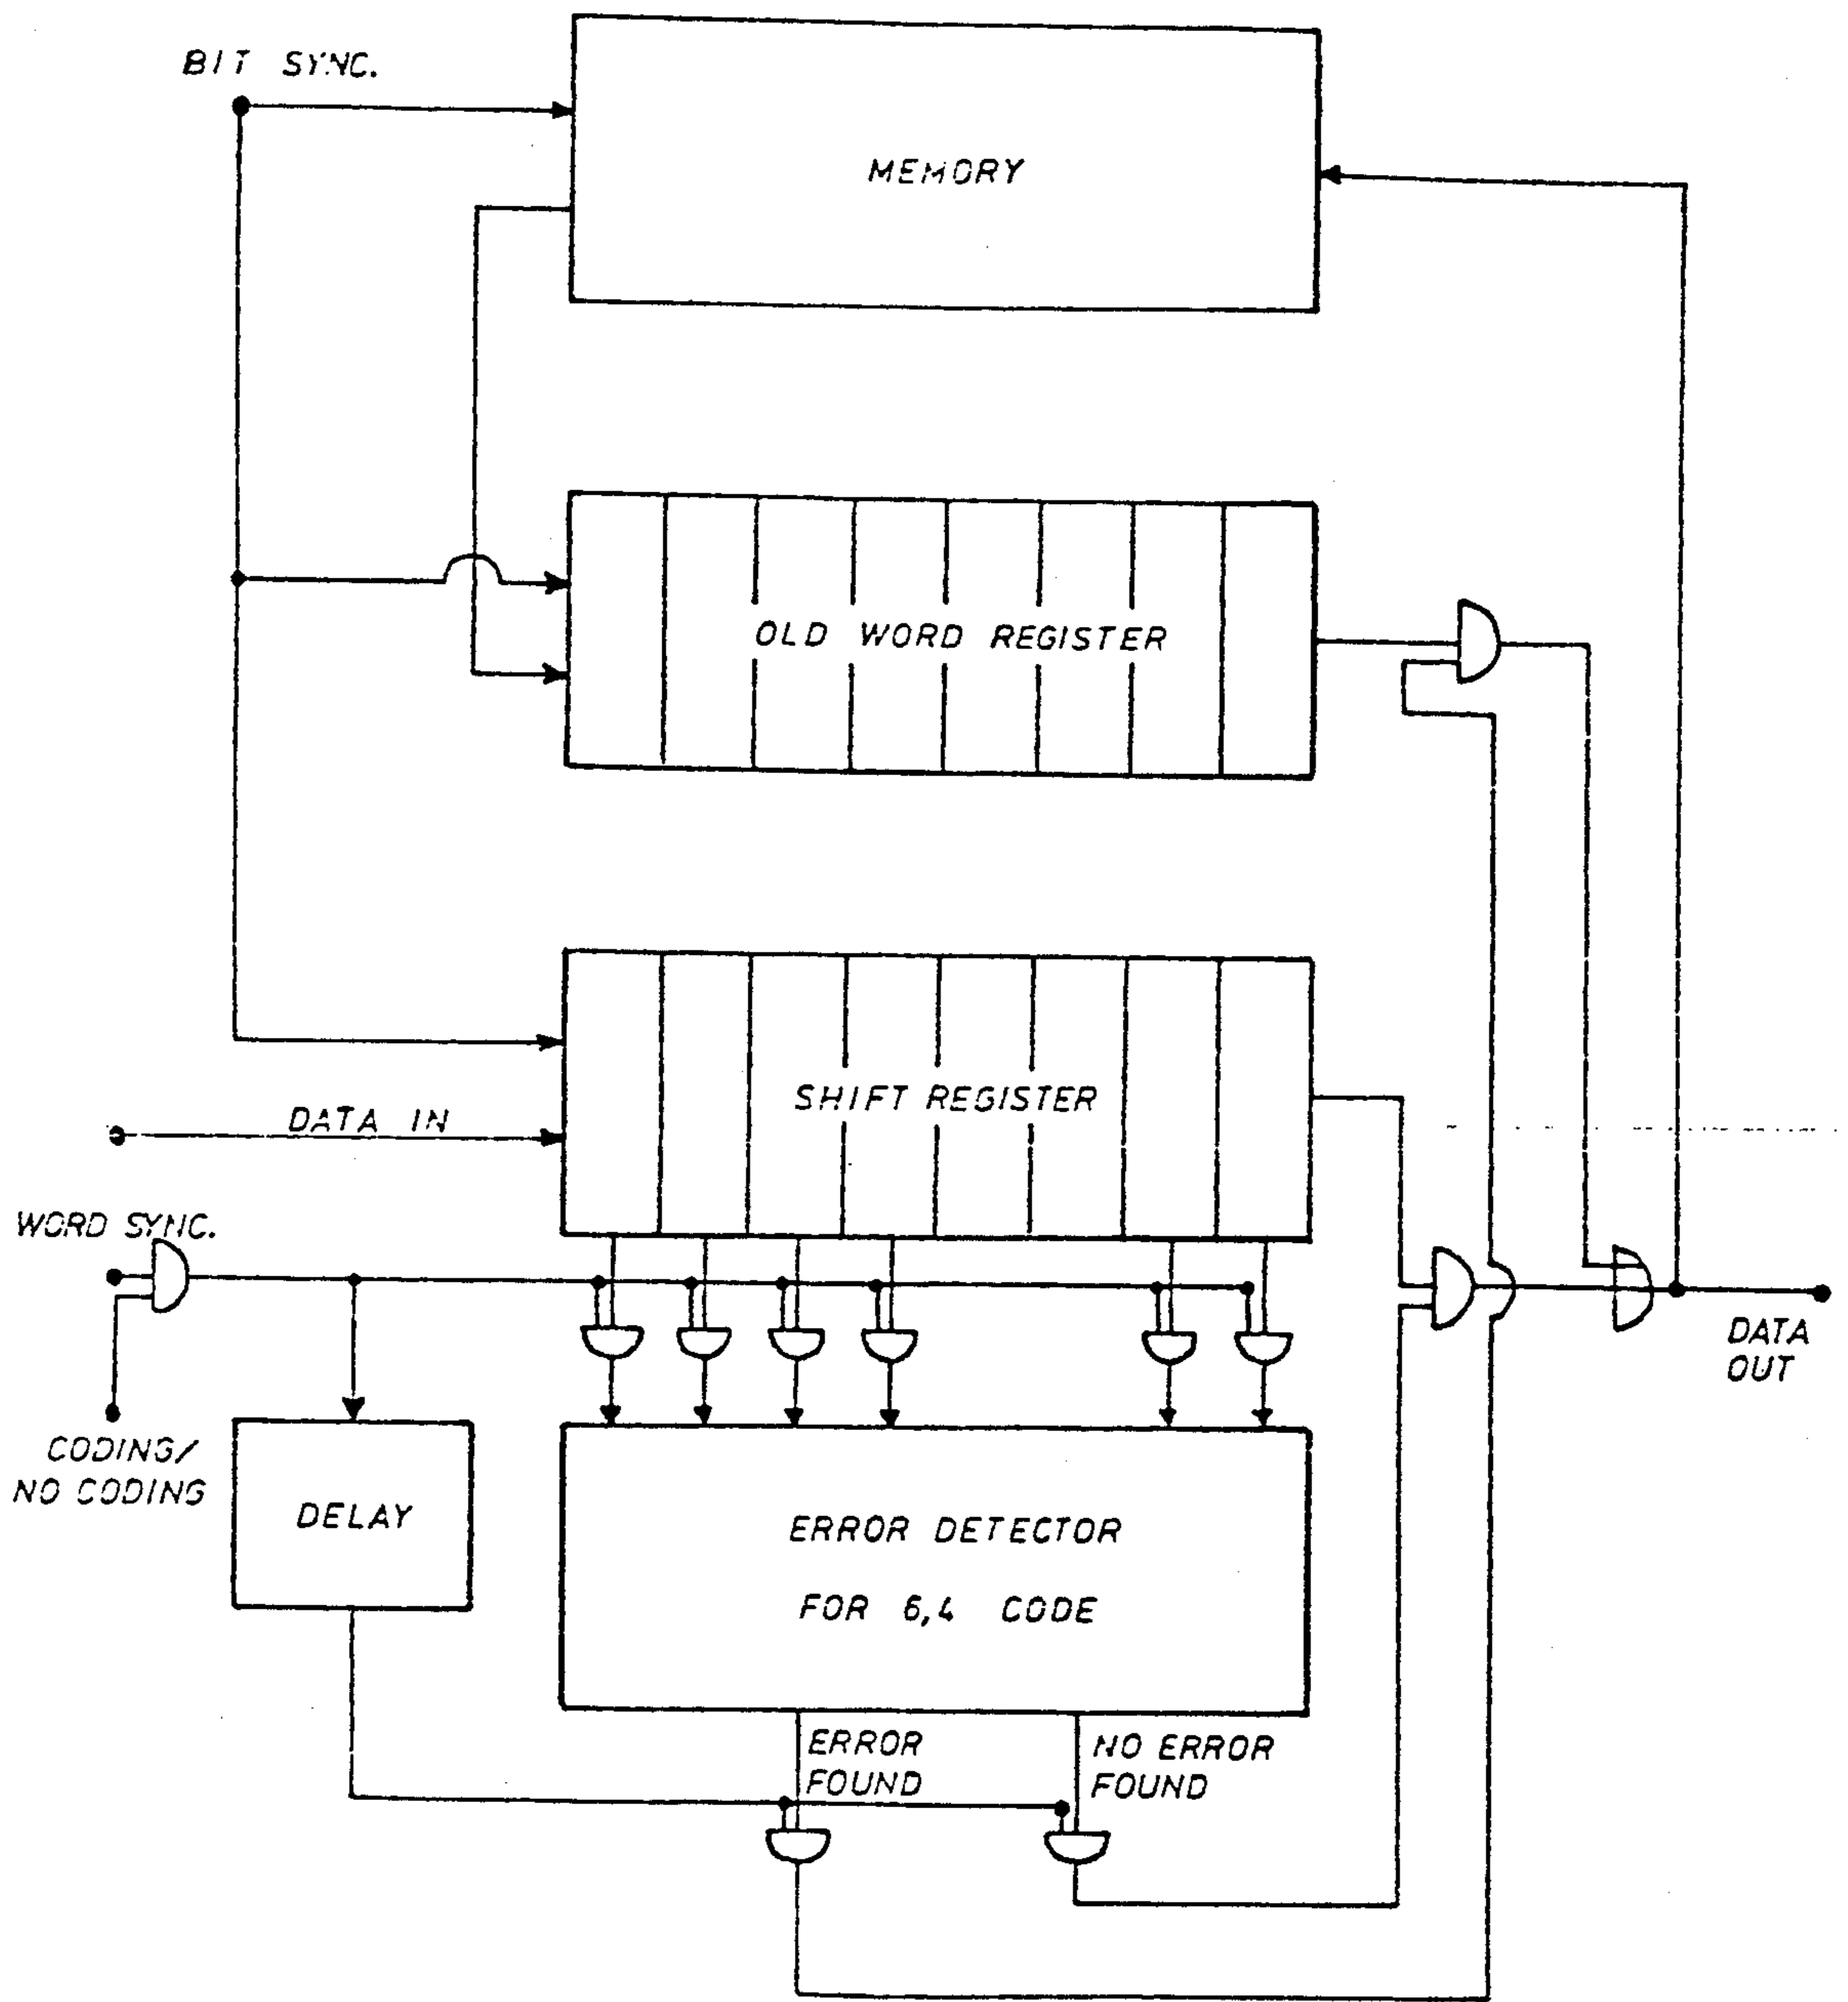 BIT SYNC.
MEMORY
OLD WORD REGISTER
SHIFT REGISTER
DATA IN
WORD SYNC.
DATA
OUT
CODING/
NO CODING
DELAY
ERROR DETECTOR
FOR 6,4 CODE
ERROR
FOUND
NO ERROR
FOUND